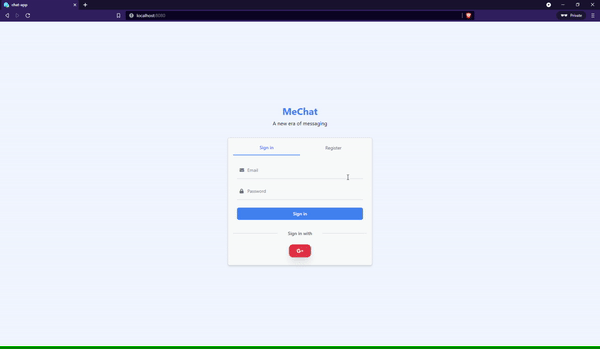 chat-app
localhost:8080
Private
MeChat
A new era of messaging
Sign in
Register
Email
Password
Sign in
Sign in with
G+